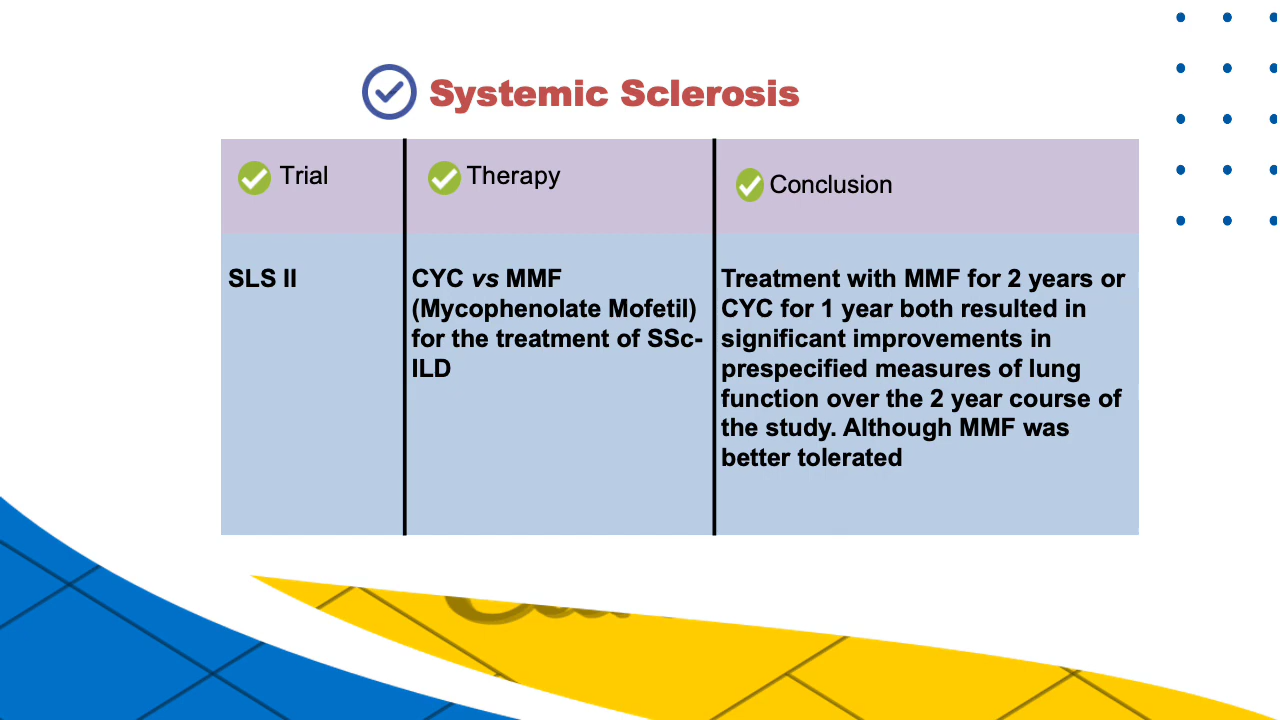 Systemic Sclerosis
Trial
Therapy
Conclusion
SLS II
CYC vs MMF
(Mycophenolate Mofetil)
for the treatment of SSc-
ILD
Treatment with MMF for 2 years or
CYC for 1 year both resulted in
significant improvements in
prespecified measures of lung
function over the 2 year course of
the study. Although MMF was
better tolerated